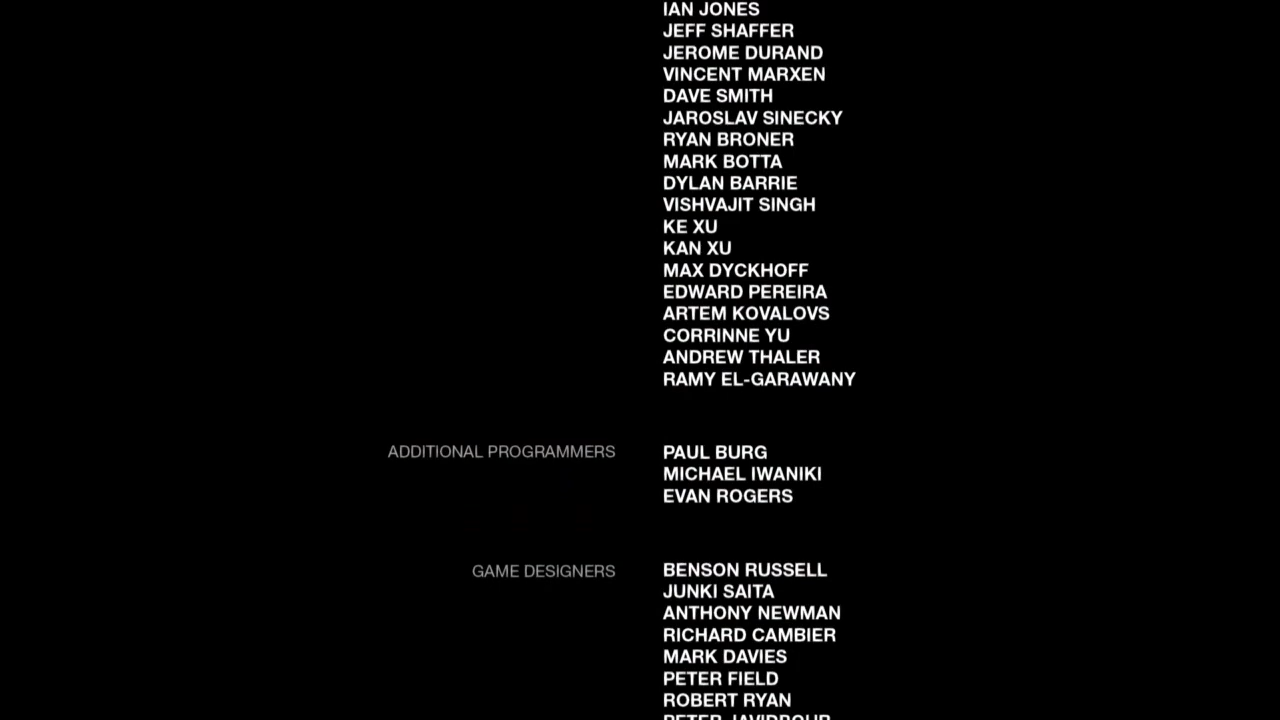 IAN JONES
JEFF SHAFFER
JEROME DURAND
VINCENT MARXEN
DAVE SMITH
JAROSLAV SINECKY
RYAN BRONER
MARK BOTTA
DYLAN BARRIE
VISHVAJIT SINGH
KE XU
KAN XU
MAX DYCKHOFF
EDWARD PEREIRA
ARTEM KOVALOVS
CORRINNE YU
ANDREW THALER
RAMY EL-GARAWANY
ADDITIONAL PROGRAMMERS PAUL BURG
MICHAEL IWANIKI
EVAN ROGERS
GAME DESIGNERS BENSON RUSSELL
JUNKI SAITA
ANTHONY NEWMAN
RICHARD CAMBIER
MARK DAVIES
PETER FIELD
ROBERT RYAN
PETER JAVIDPOUR